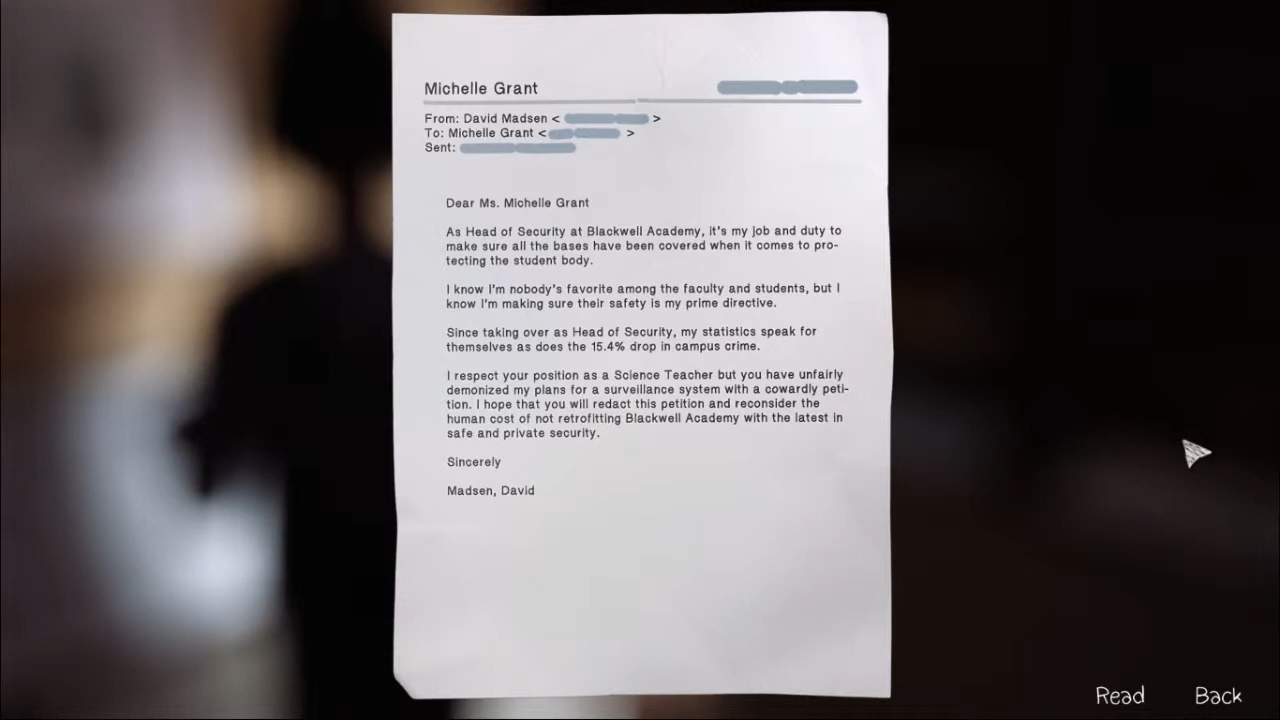 Michelle Grant
From: David Madsen < >
To: Michelle Grant < >
Sent:
Dear Ms. Michelle Grant
As Head of Security at Blackwell Academy, it's my job and duty to
make sure all the bases have been covered when it comes to pro-
tecting the student body.
I know I'm nobody's favorite among the faculty and students, but I
know I'm making sure their safety is my prime directive.
Since taking over as Head of Security, my statistics speak for
themselves as does the 15.4% drop in campus crime.
I respect your position as a Science Teacher but you have unfairly
demonized my plans for a surveillance system with a cowardly peti-
tion. I hope that you will redact this petition and reconsider the
human cost of not retrofitting Blackwell Academy with the latest in
safe and private security.
Sincerely
Madsen, David
Read Back